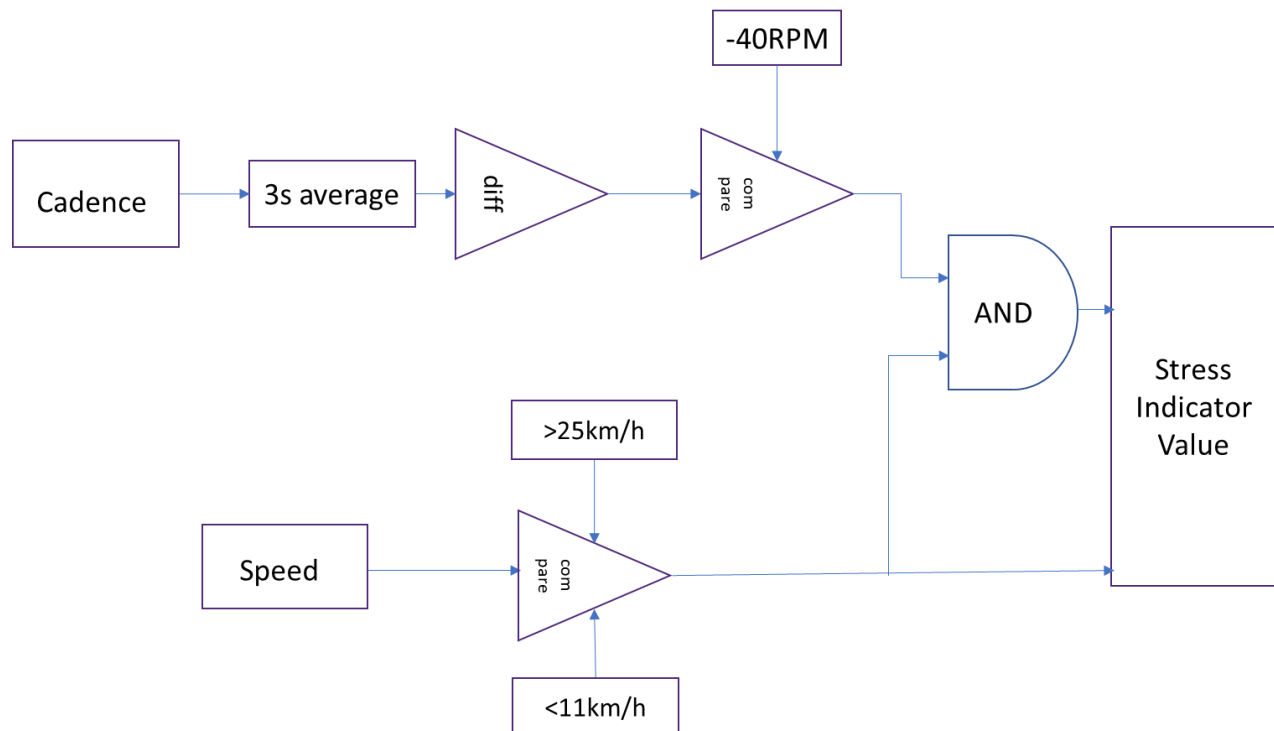 -40RPM
Cadence
3s average
diff
com
pare
AND
Stress
Indicator
Value
>25km/h
Speed
com
pare
<11km/h